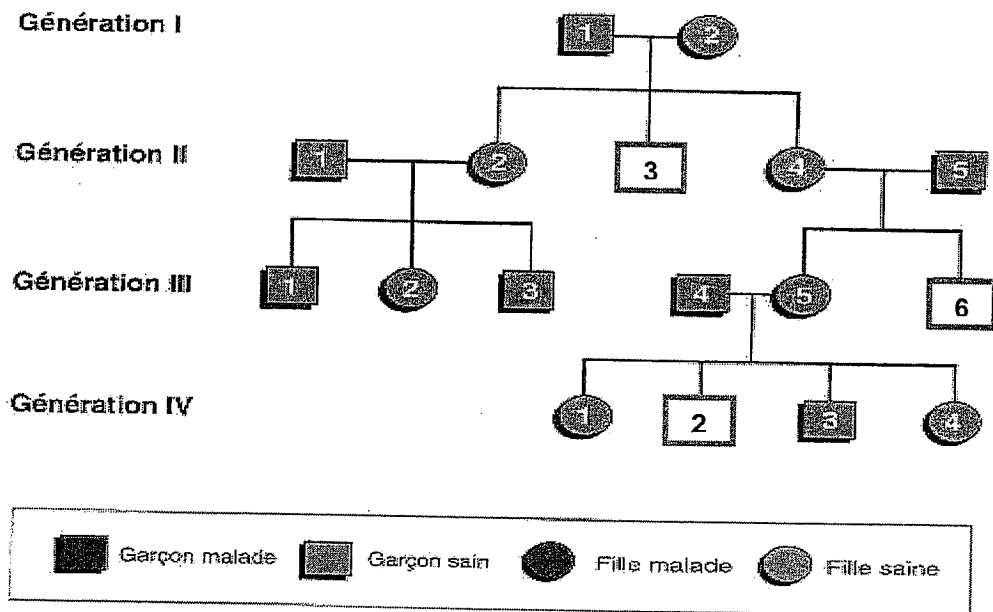 Génération I
1 2
Génération II
1 2 3 4 5
Génération III
1 2 3 4 5 6
Génération IV
1 2 3 4
Garçon malade Garçon sain Fille malade Fille saine